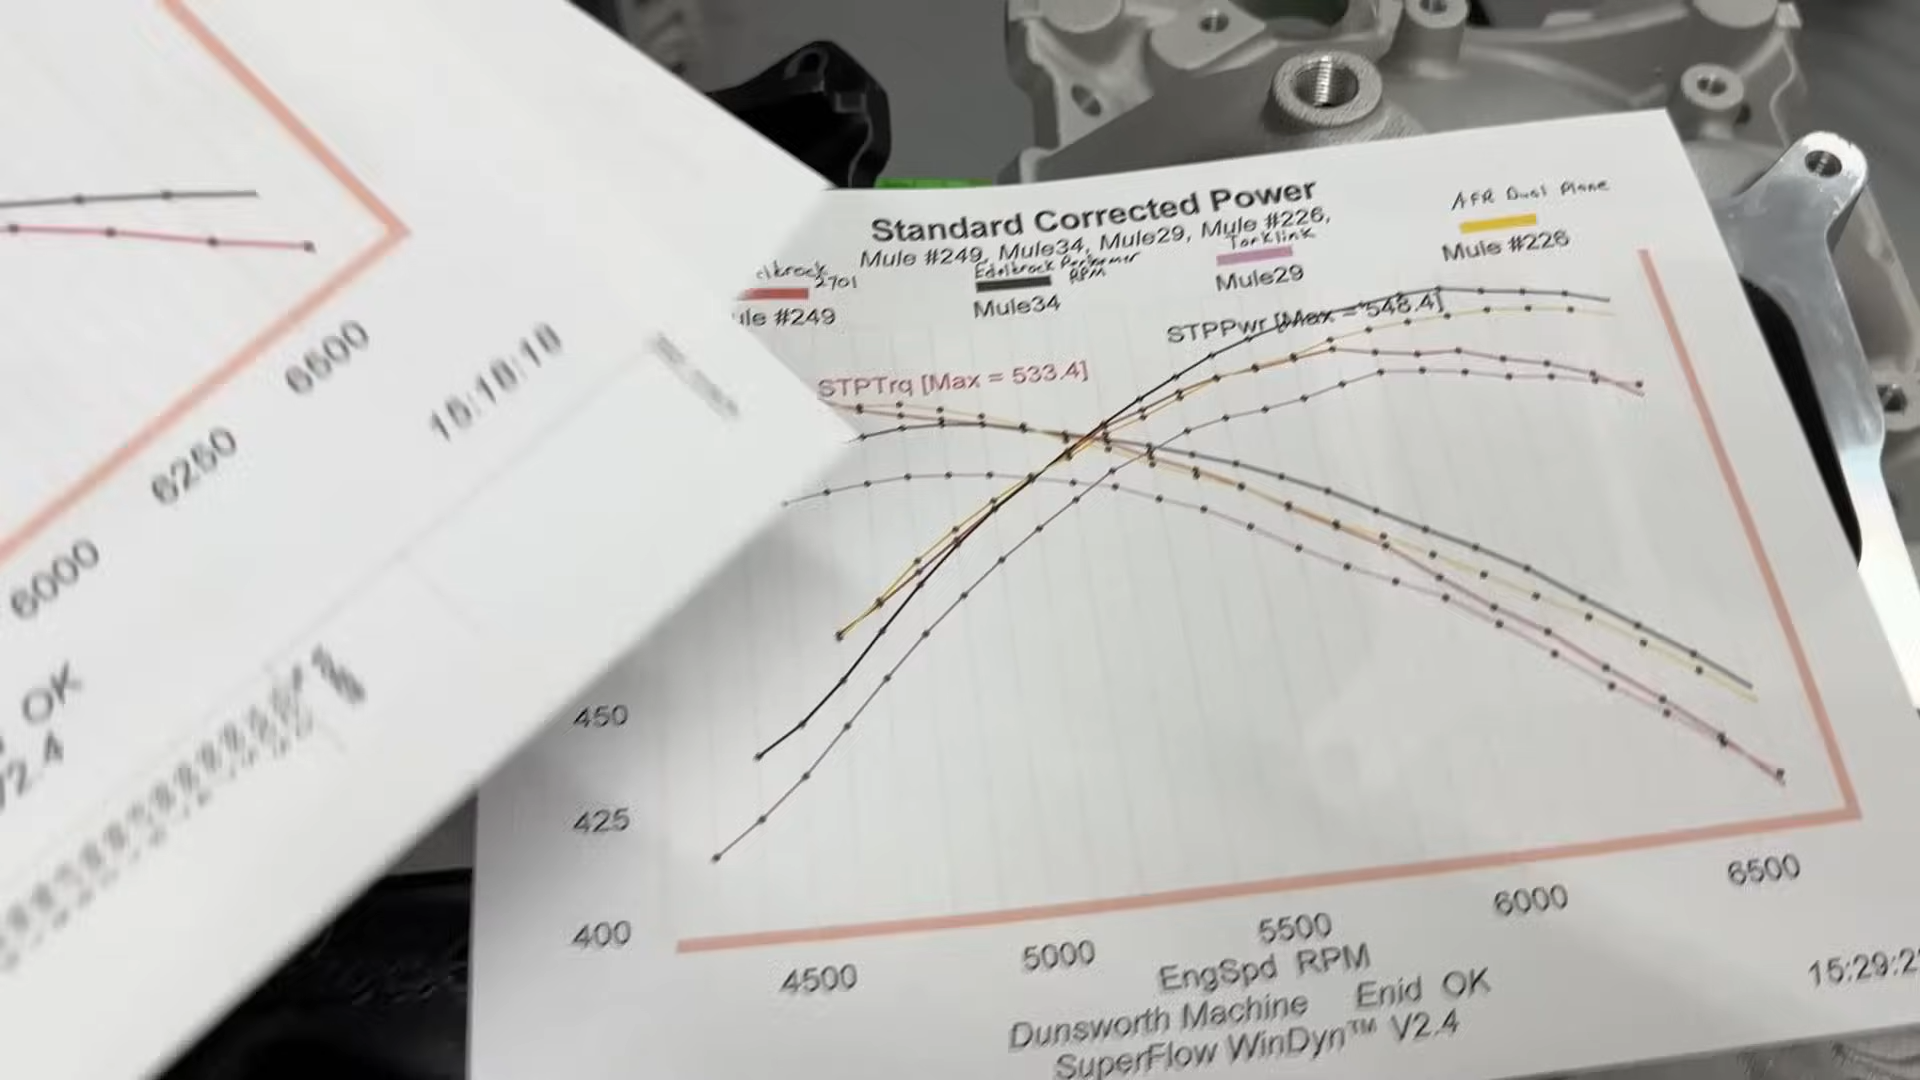 Standard Corrected Power
Mule #249, Mule34, Mule29, Mule #226,
2701
ule #249
Edelbrock Performer
RPM
Mule34
Torklink
Mule29
AFR Dual Plane
Mule #226
STPPwr [Max = 548.4]
STPTrq [Max = 533.4]
450
425
400
4500
5000
5500
6000
6500
EngSpd RPM
Dunsworth Machine Enid OK
SuperFlow WinDyn™ V2.4
15:29:2
6500
6250
6000
15:18:18
OK
V2.4